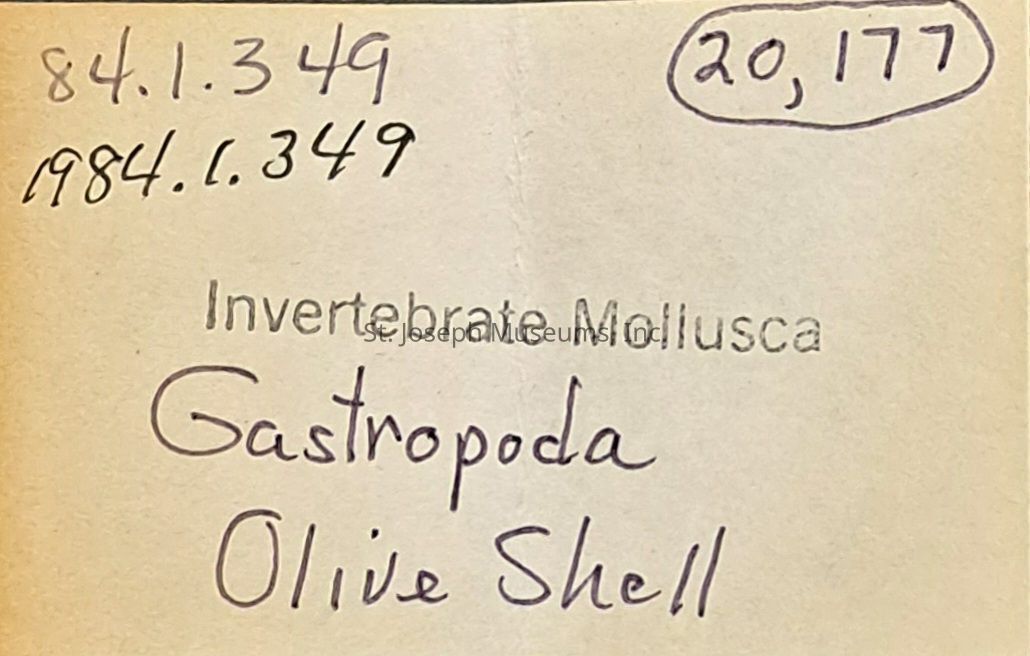 84.1.349
20,177
1984.1.349
Invertebrate Mollusca
St. Joseph Museums, Inc.
Gastropoda
Olive Shell